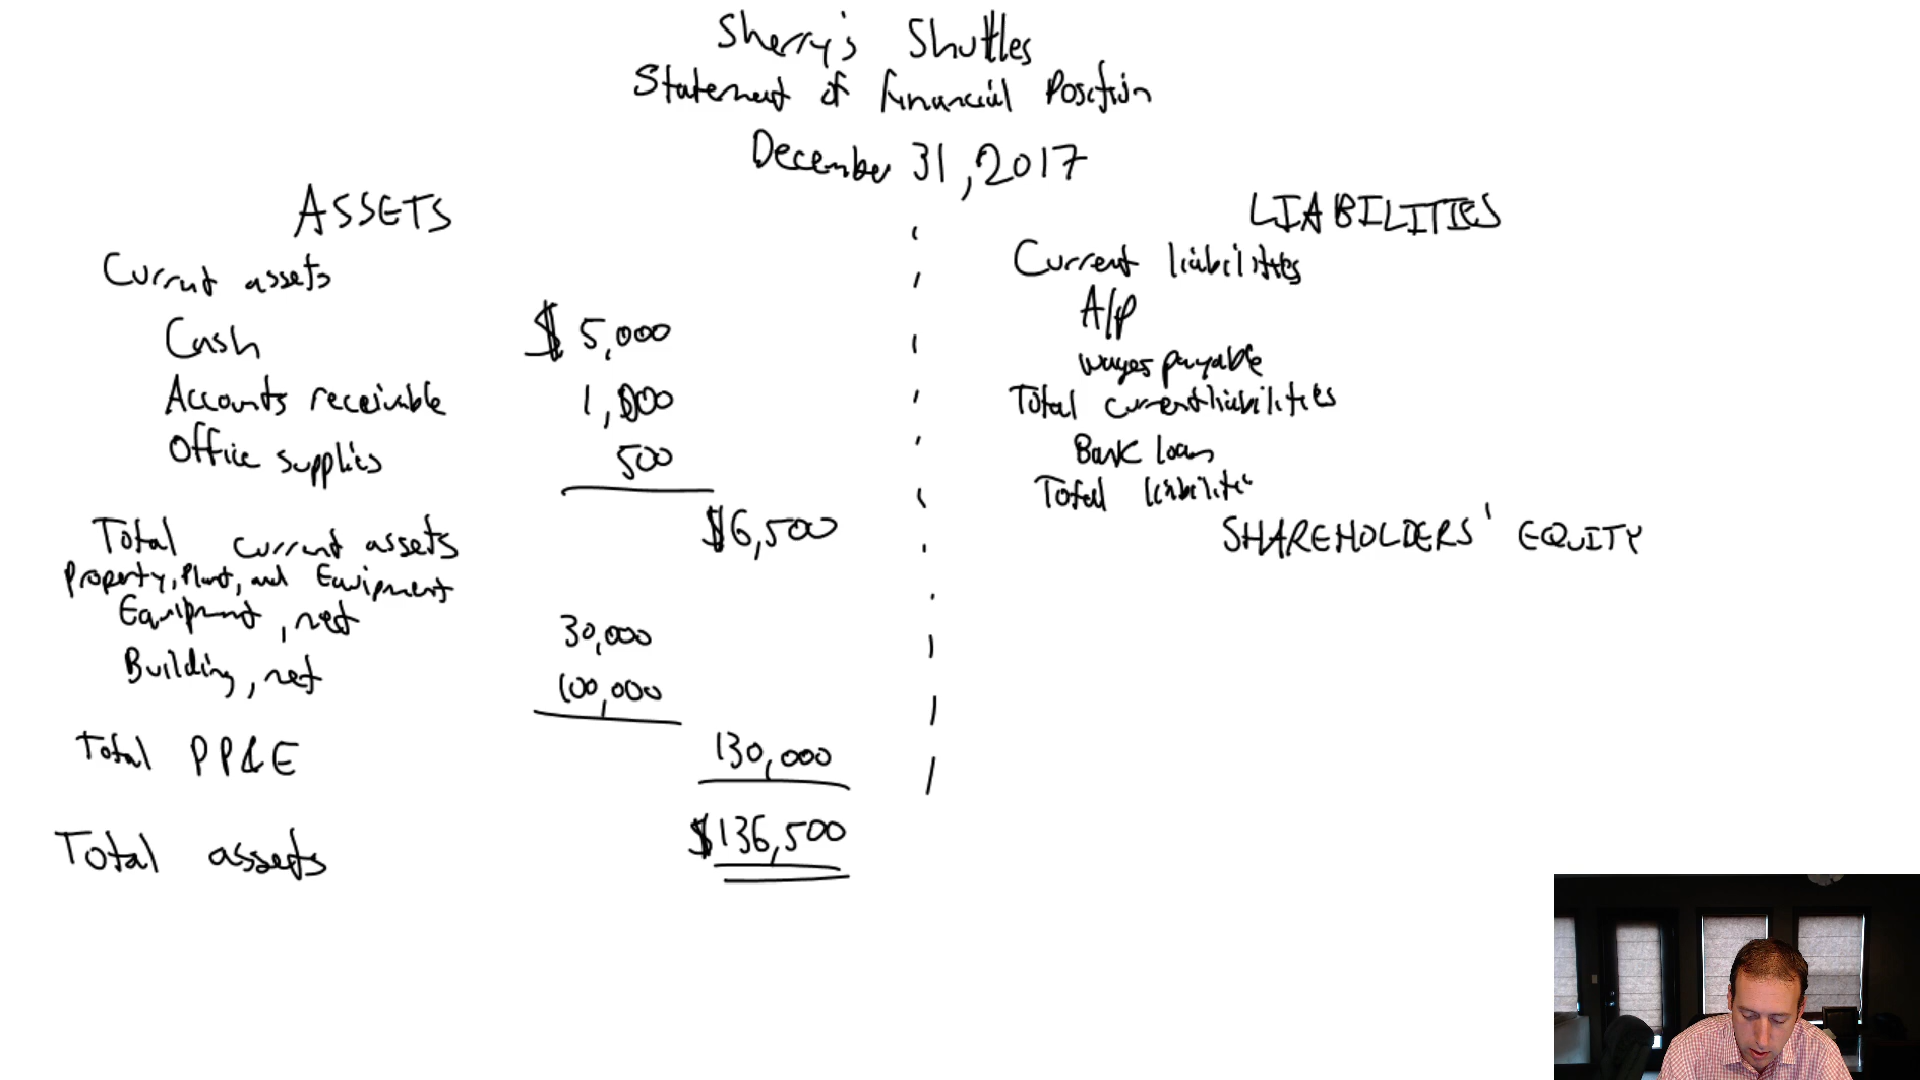 Sherry's Shuttles
Statement of Financial Position
December 31, 2017
ASSETS
Current assets
Cash $ 5,000
Accounts receivable 1,000
Office supplies 500
Total current assets $6,500
Property, Plant, and Equipment
Equipment, net 30,000
Building, net 100,000
Total PP&E 130,000
Total assets $136,500
LIABILITIES
Current liabilities
A/P
wages payable
Total current liabilities
Bank loan
Total liabilities
SHAREHOLDERS' EQUITY